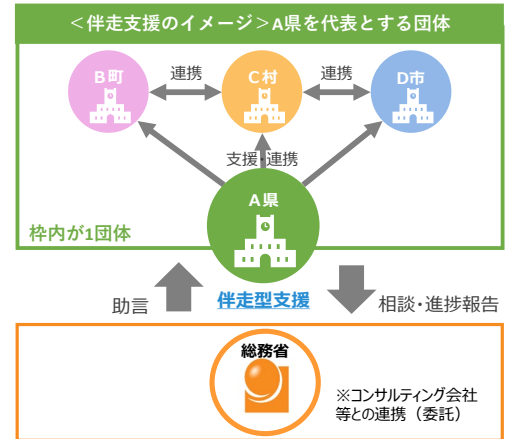 ＜伴走支援のイメージ＞A県を代表とする団体
B町
連携
C村
連携
D市
支援・連携
A県
枠内が1団体
助言
伴走型支援
相談・進捗報告
総務省
※コンサルティング会社
等との連携（委託）